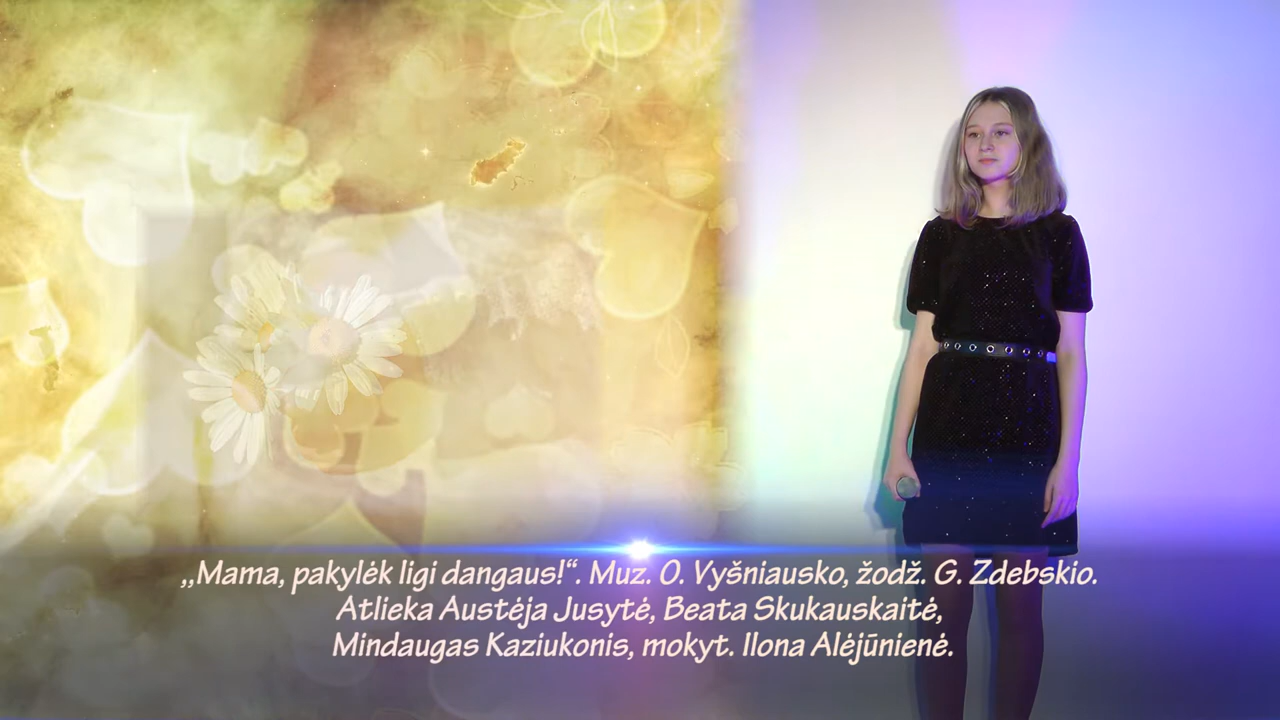 „Mama, pakylėk ligi dangaus!“. Muz. O. Vyšniausko, žodž. G. Zdebskio.
Atlieka Austėja Jusytė, Beata Skukauskaitė,
Mindaugas Kaziukonis, mokyt. Ilona Alėjūnienė.